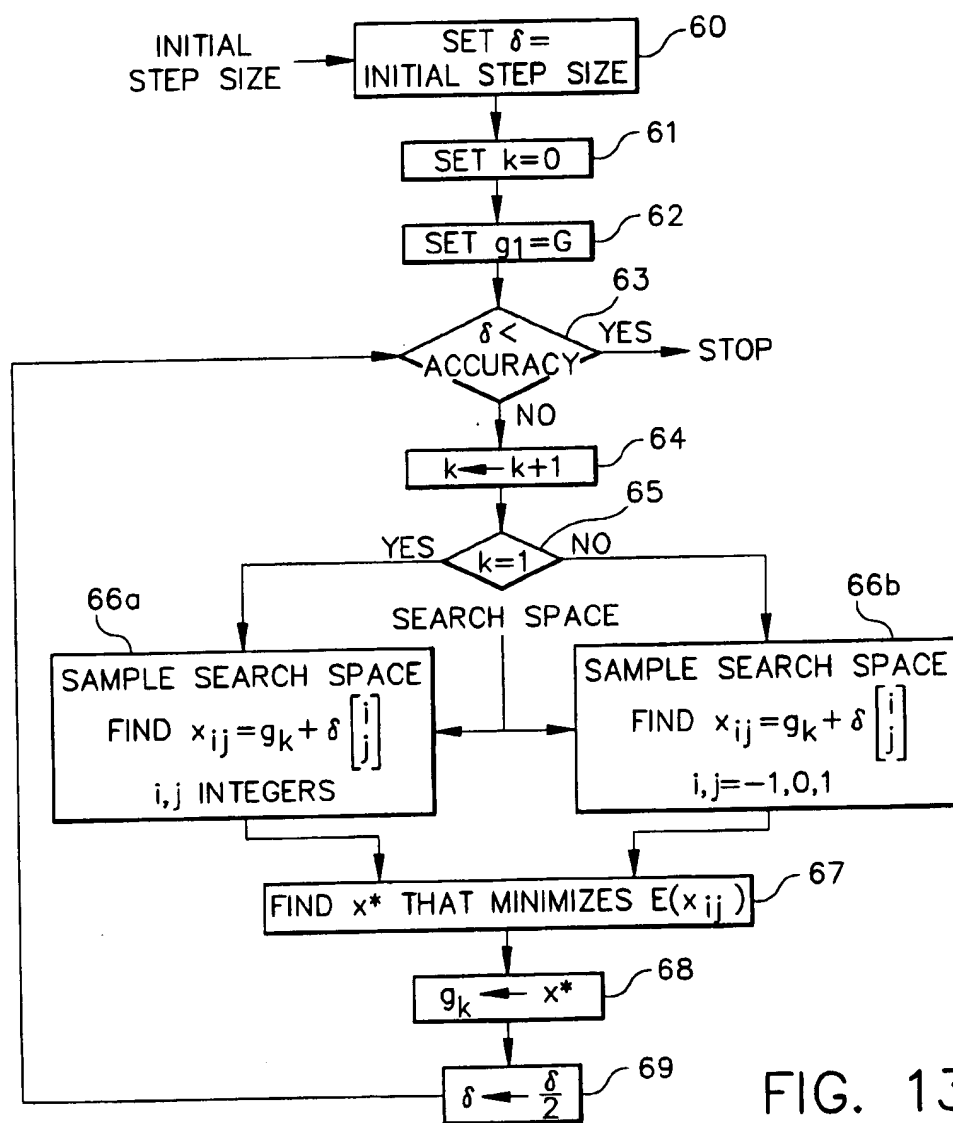 INITIAL
STEP SIZE
SET δ=
INITIAL STEP SIZE
60
SET k=0
61
SET g1=G
62
δ<
ACCURACY
63
YES
STOP
NO
k←k+1
64
k=1
65
YES
NO
SEARCH SPACE
66a
SAMPLE SEARCH SPACE
FIND xij=gk+δ[i
j]
i,j INTEGERS
66b
SAMPLE SEARCH SPACE
FIND xij=gk+δ[i
j]
i,j=-1,0,1
FIND x* THAT MINIMIZES E(xij)
67
gk ← x*
68
δ ← δ/2
69
FIG. 13